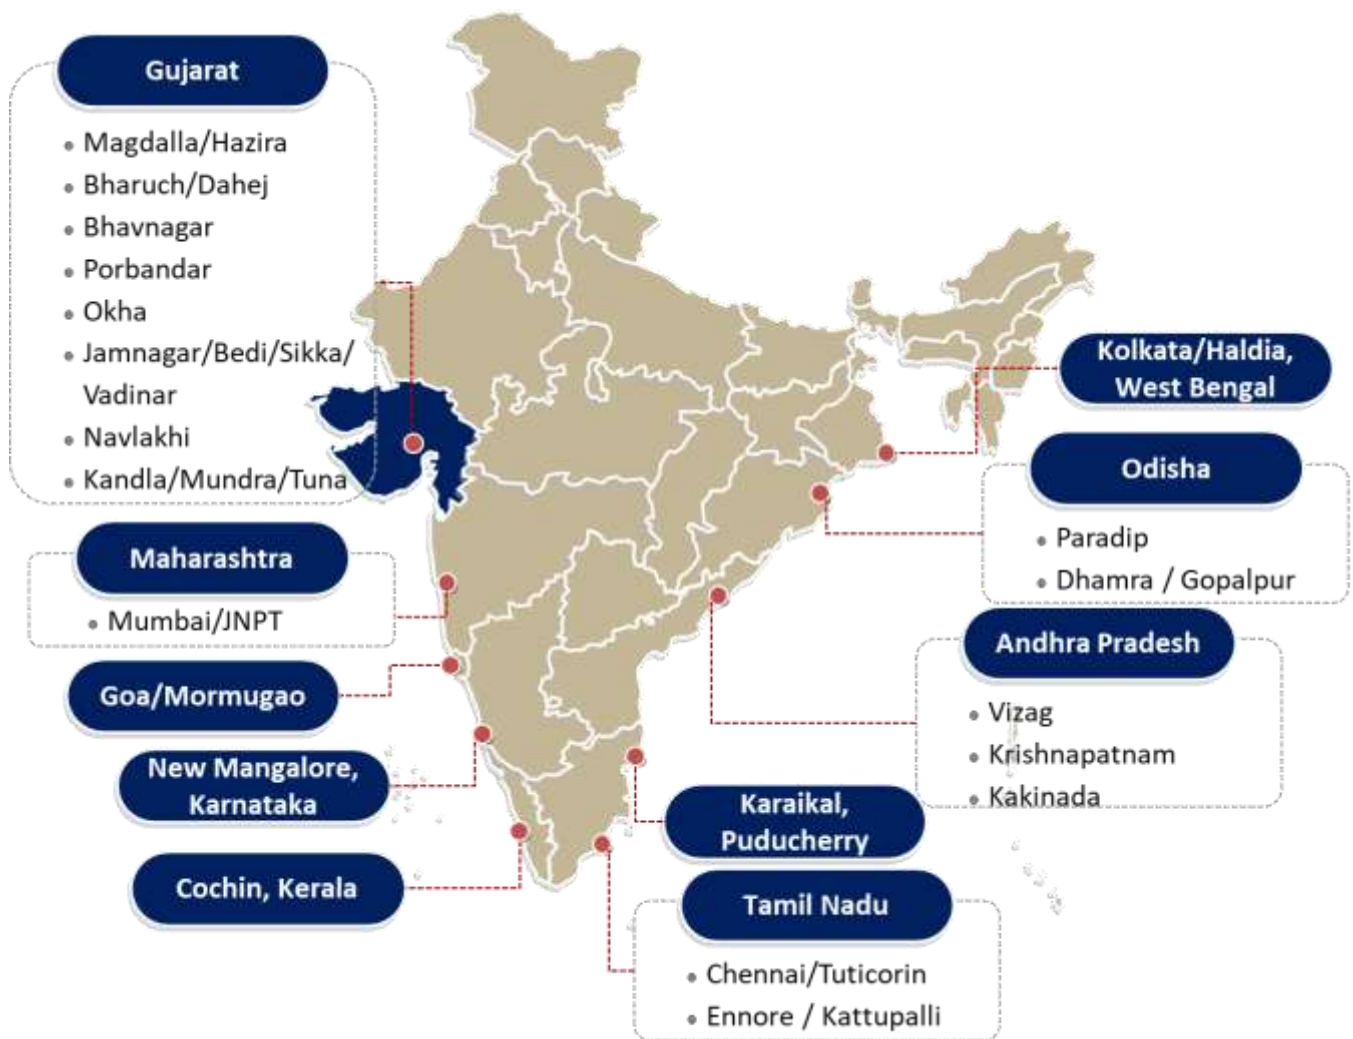 Gujarat
Magdalla/Hazira
Bharuch/Dahej
Bhavnagar
Porbandar
Okha
Jamnagar/Bedi/Sikka/
Vadinar
Navlakhi
Kandla/Mundra/Tuna
Maharashtra
Mumbai/JNPT
Goa/Mormugao
New Mangalore,
Karnataka
Cochin, Kerala
Kolkata/Haldia,
West Bengal
Odisha
Paradip
Dhamra / Gopalpur
Andhra Pradesh
Vizag
Krishnapatnam
Kakinada
Karaikal,
Puducherry
Tamil Nadu
Chennai/Tuticorin
Ennore / Kattupalli